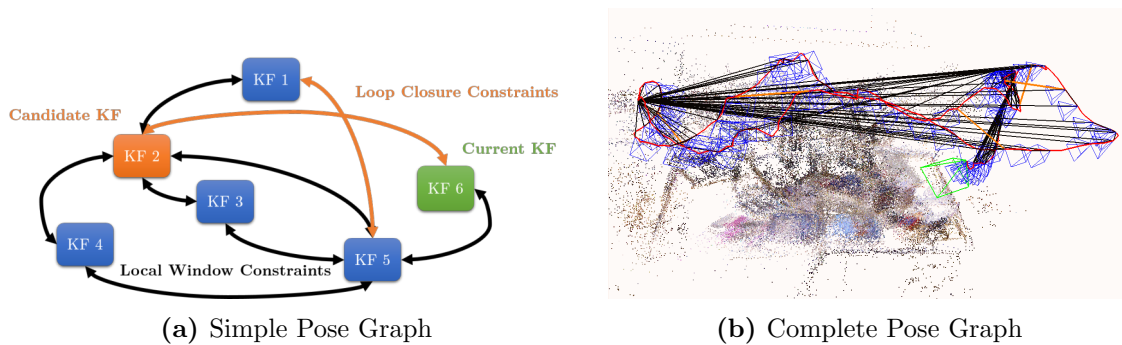 KF 1
Loop Closure Constraints
Candidate KF
KF 2
Current KF
KF 6
KF 3
KF 4
KF 5
Local Window Constraints
(a) Simple Pose Graph
(b) Complete Pose Graph